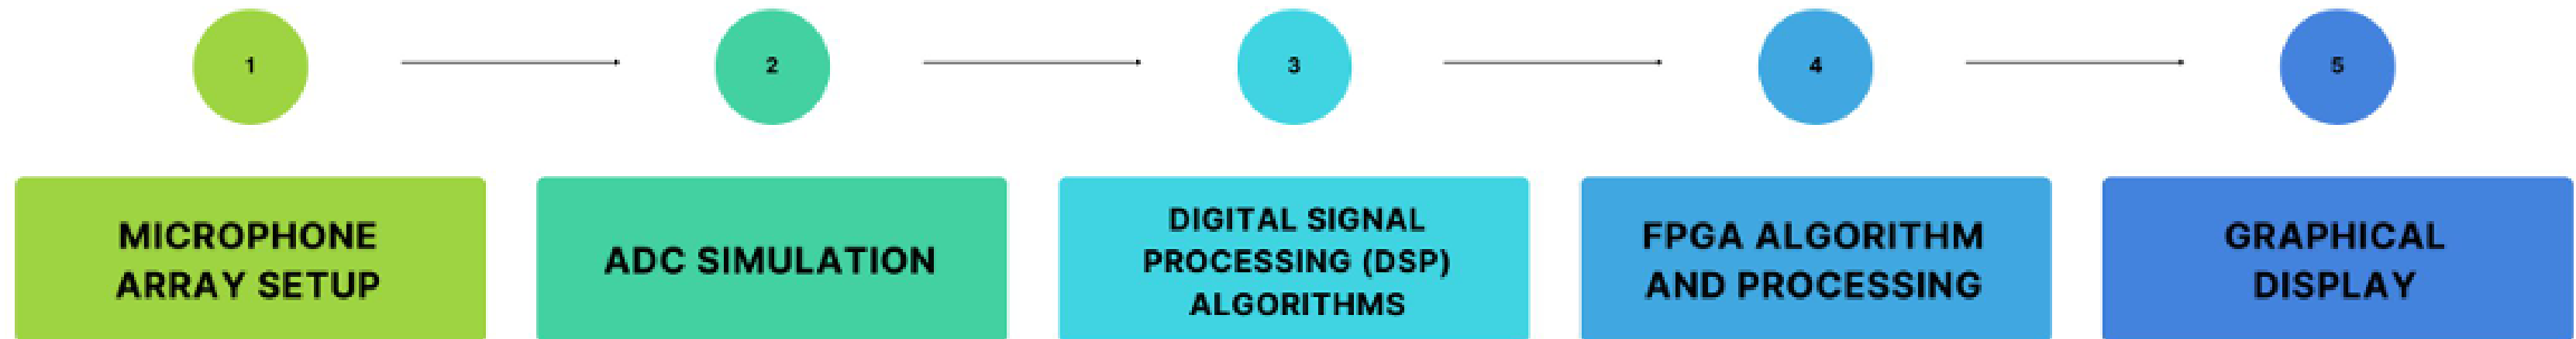 1
2
3
4
5
MICROPHONE
ARRAY SETUP
ADC SIMULATION
DIGITAL SIGNAL
PROCESSING (DSP)
ALGORITHMS
FPGA ALGORITHM
AND PROCESSING
GRAPHICAL
DISPLAY